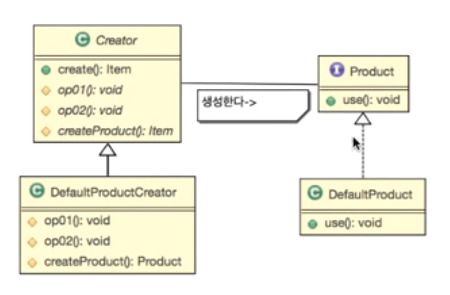 C Creator
create(): Item
op01(): void
op02(): void
createProduct(): Item
생성한다->
I Product
use(): void
C DefaultProductCreator
op01(): void
op02(): void
createProduct(): Product
C DefaultProduct
use(): void